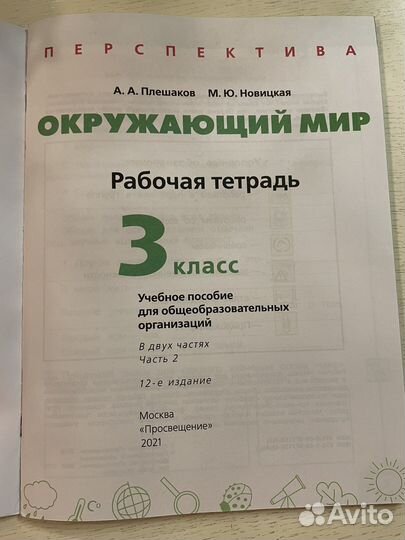 ПЕРСПЕКТИВА
А. А. Плешаков М. Ю. Новицкая
ОКРУЖАЮЩИЙ МИР
Рабочая тетрадь
3 класс
Учебное пособие
для общеобразовательных
организаций
В двух частях
Часть 2
12-е издание
Москва
«Просвещение»
2021
Avito